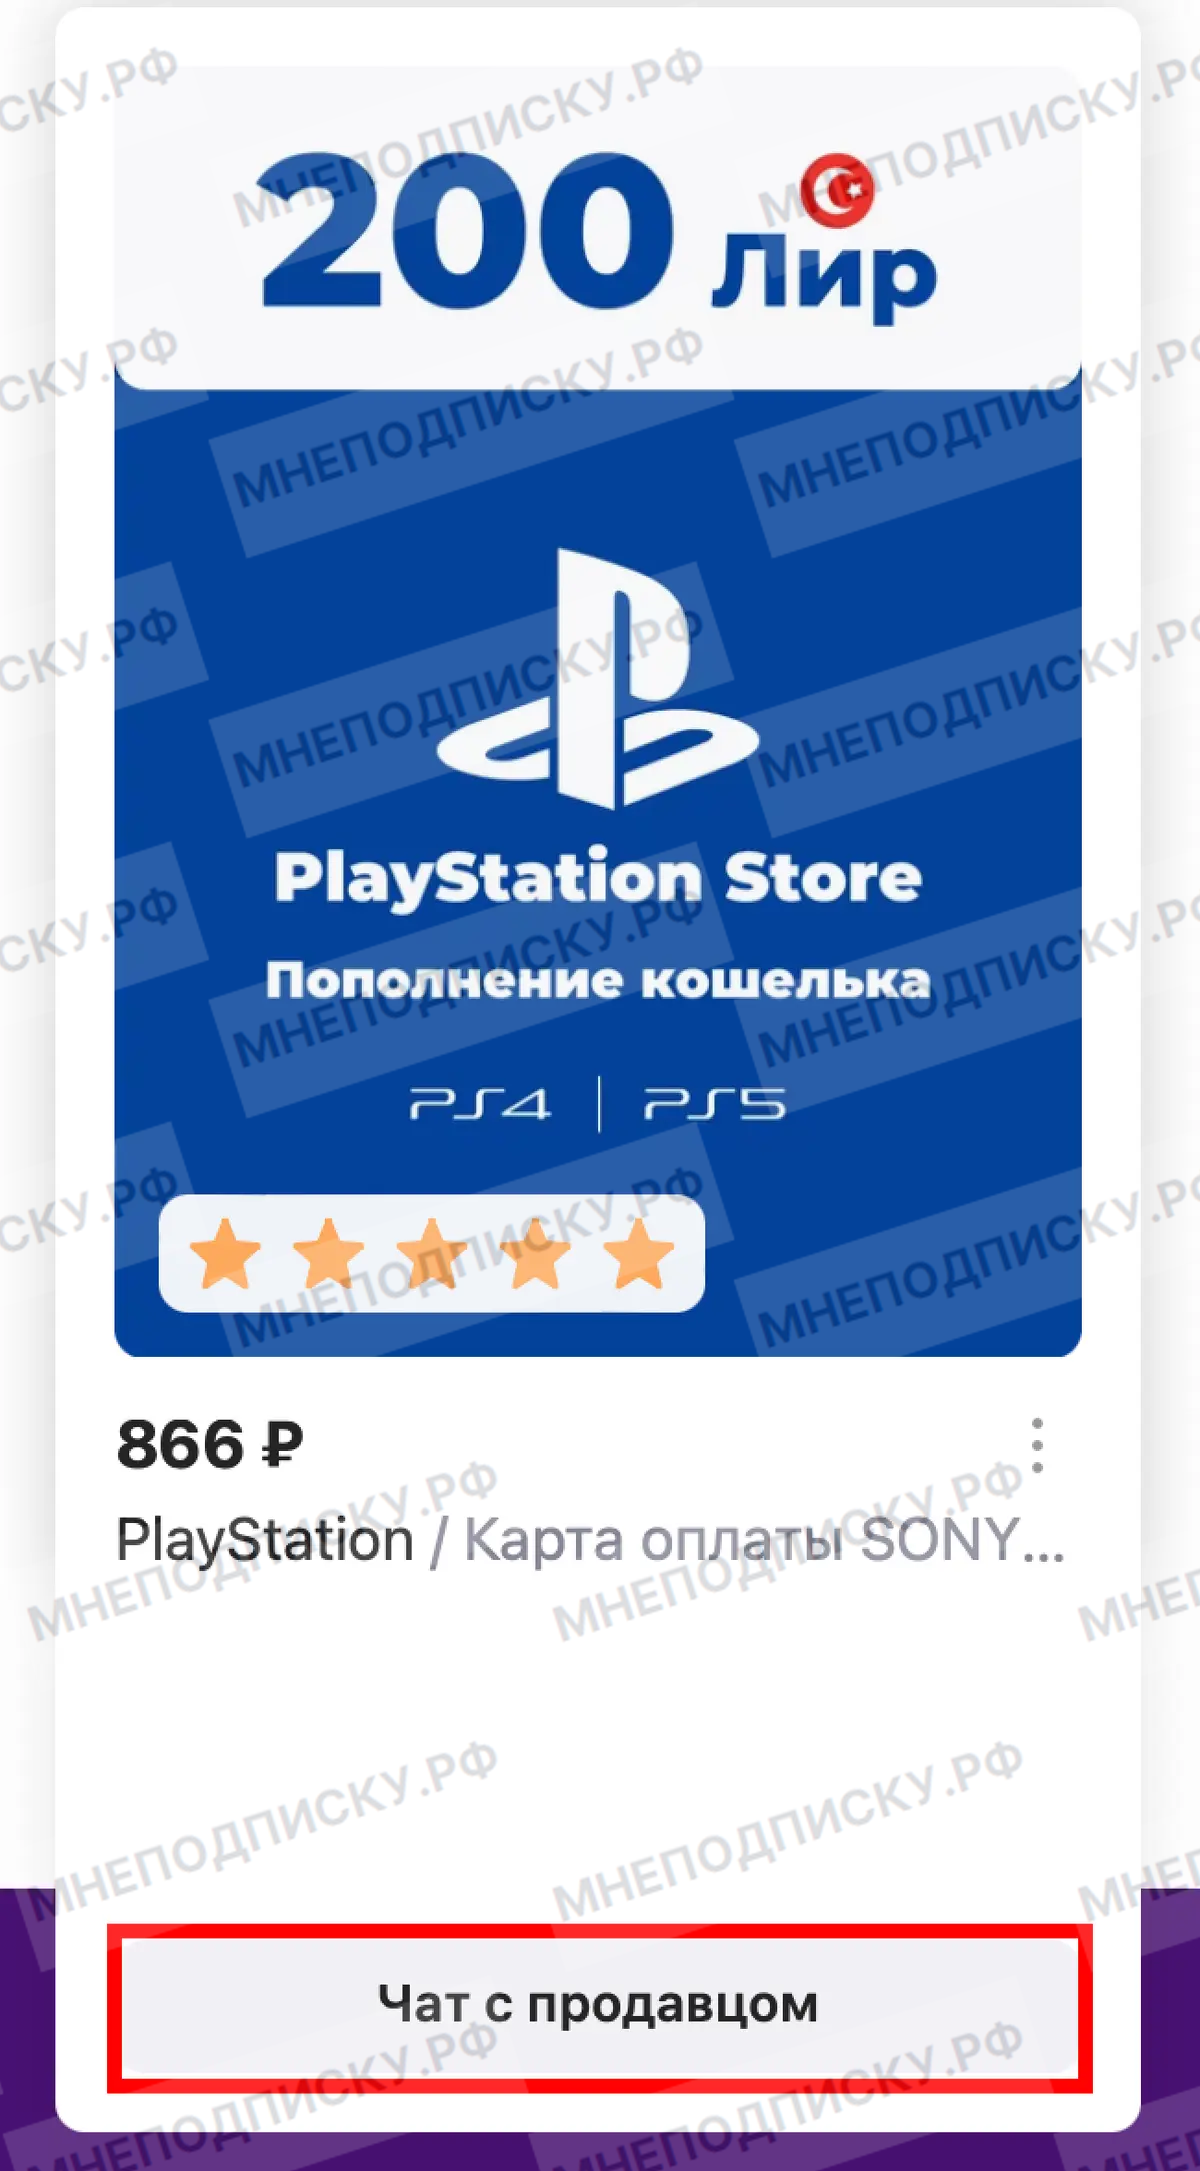 200 Лир
PlayStation Store
Пополнение кошелька
PS4 | PS5
866 ₽
PlayStation / Карта оплаты SONY...
Чат с продавцом
МНЕПОДПИСКУ.РФ